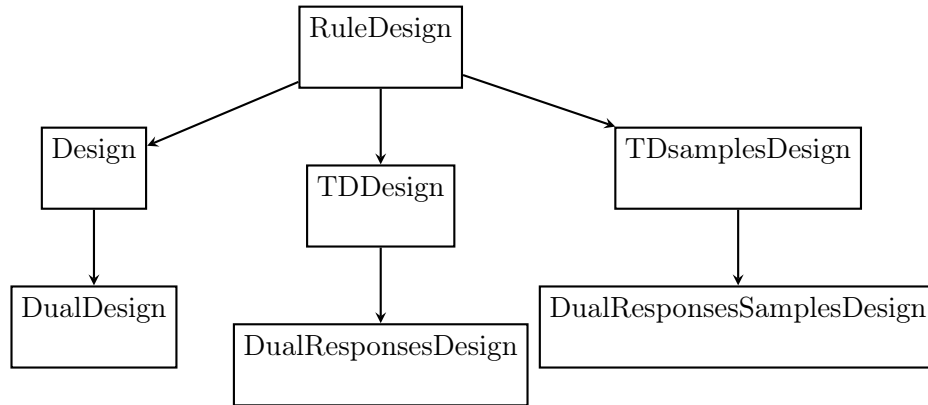 RuleDesign
Design
TDsamplesDesign
TDDesign
DualDesign
DualResponsesSamplesDesign
DualResponsesDesign